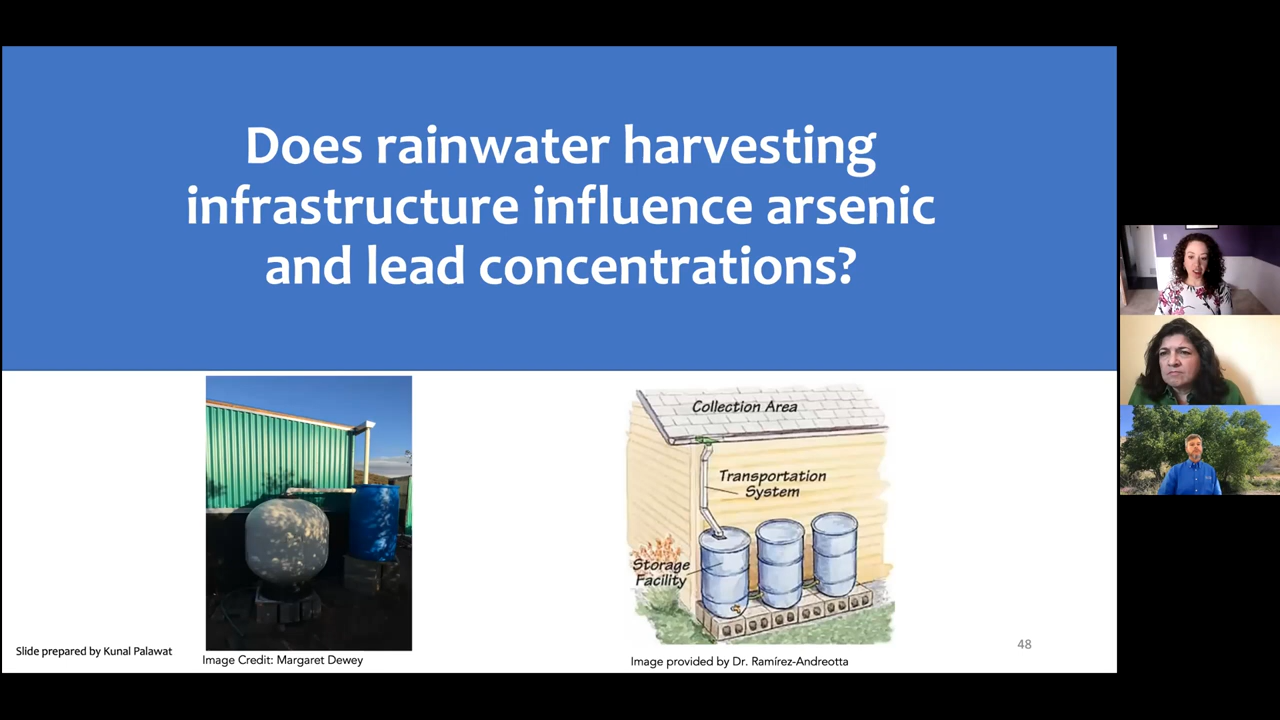 Does rainwater harvesting
infrastructure influence arsenic
and lead concentrations?
Collection Area
Transportation
System
Storage
Facility
Slide prepared by Kunal Palawat
Image Credit: Margaret Dewey
Image provided by Dr. Ramírez-Andreotta
48